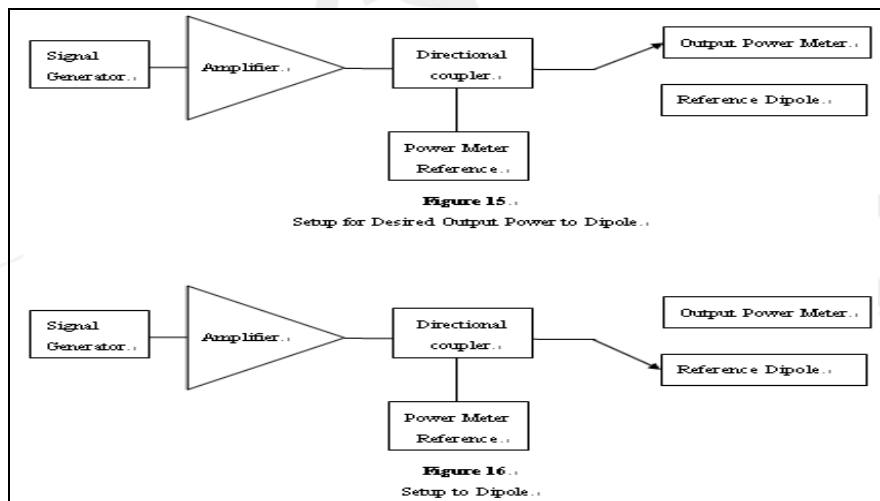 Signal
Generator
Amplifier
Directional
coupler
Output Power Meter
Reference Dipole
Power Meter
Reference
Figure 15
Setup for Desired Output Power to Dipole
Signal
Generator
Amplifier
Directional
coupler
Output Power Meter
Reference Dipole
Power Meter
Reference
Figure 16
Setup to Dipole